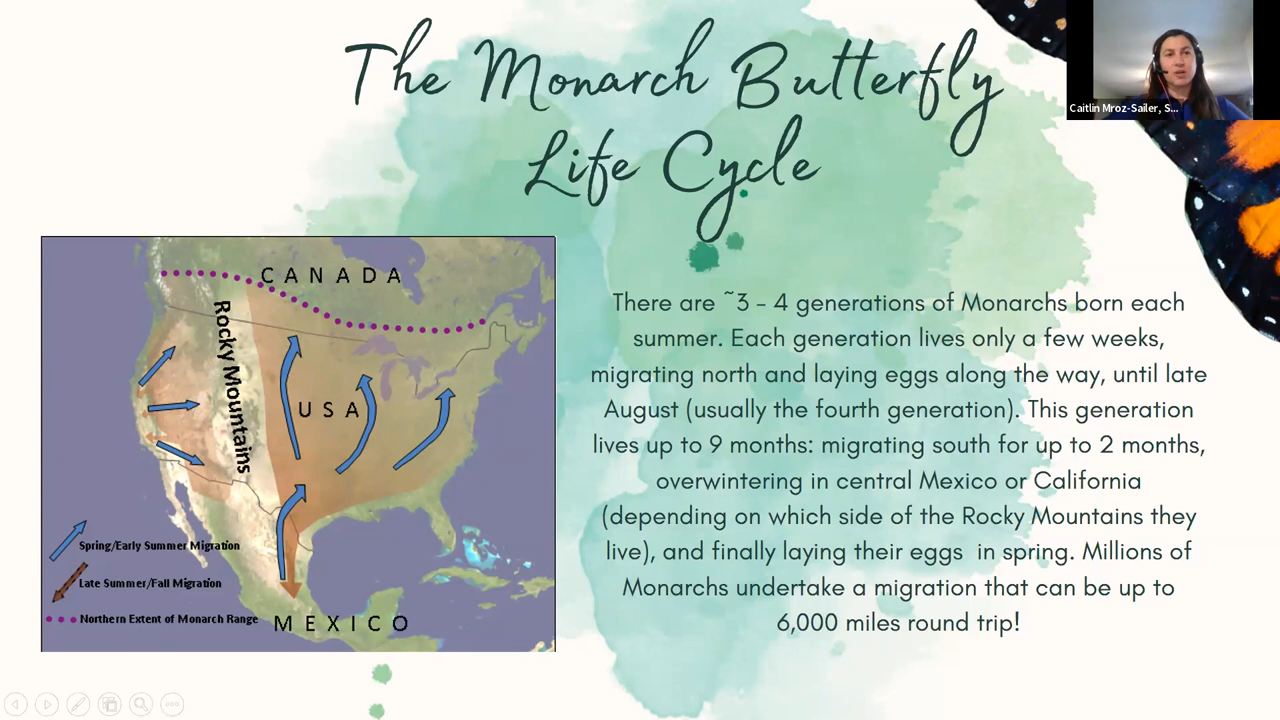 The Monarch Butterfly
Life Cycle
Caitlin Mroz-Sailer, S...
CANADA
Rocky Mountains
USA
Spring/Early Summer Migration
Late Summer/Fall Migration
Northern Extent of Monarch Range
MEXICO
There are ~3 - 4 generations of Monarchs born each
summer. Each generation lives only a few weeks,
migrating north and laying eggs along the way, until late
August (usually the fourth generation). This generation
lives up to 9 months: migrating south for up to 2 months,
overwintering in central Mexico or California
(depending on which side of the Rocky Mountains they
live), and finally laying their eggs in spring. Millions of
Monarchs undertake a migration that can be up to
6,000 miles round trip!